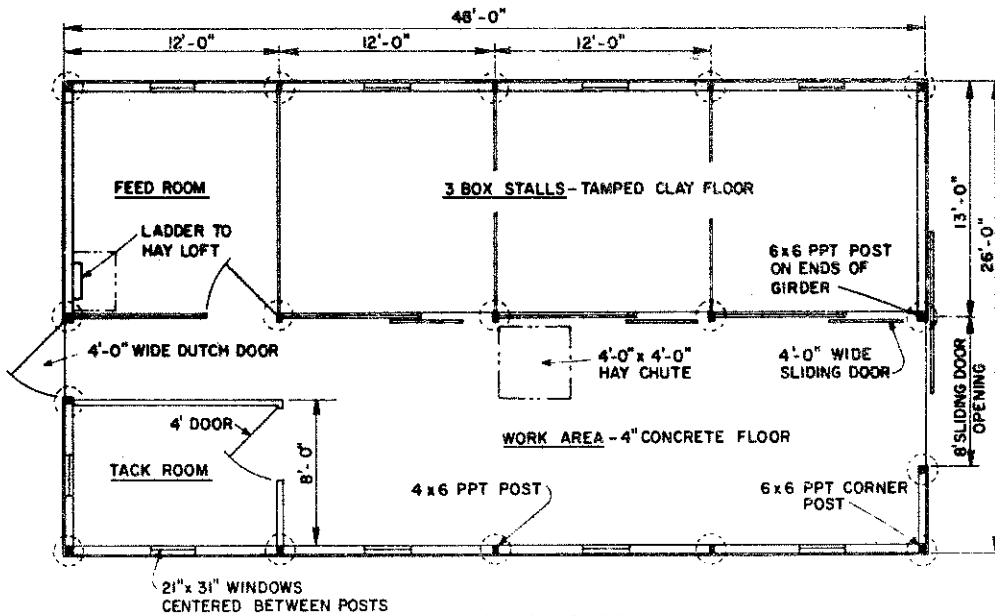 48'-0"
12'-0" 12'-0" 12'-0"
FEED ROOM
3 BOX STALLS-TAMPED CLAY FLOOR
13'-0"
26'-0"
LADDER TO
HAY LOFT
6x6 PPT POST
ON ENDS OF
GIRDER
4'-0" WIDE DUTCH DOOR
4'-0" x 4'-0"
HAY CHUTE
4'-0" WIDE
SLIDING DOOR
8' SLIDING DOOR
OPENING
4' DOOR
8'-0"
WORK AREA - 4" CONCRETE FLOOR
TACK ROOM
4x6 PPT POST
6x6 PPT CORNER
POST
21"x 31" WINDOWS
CENTERED BETWEEN POSTS